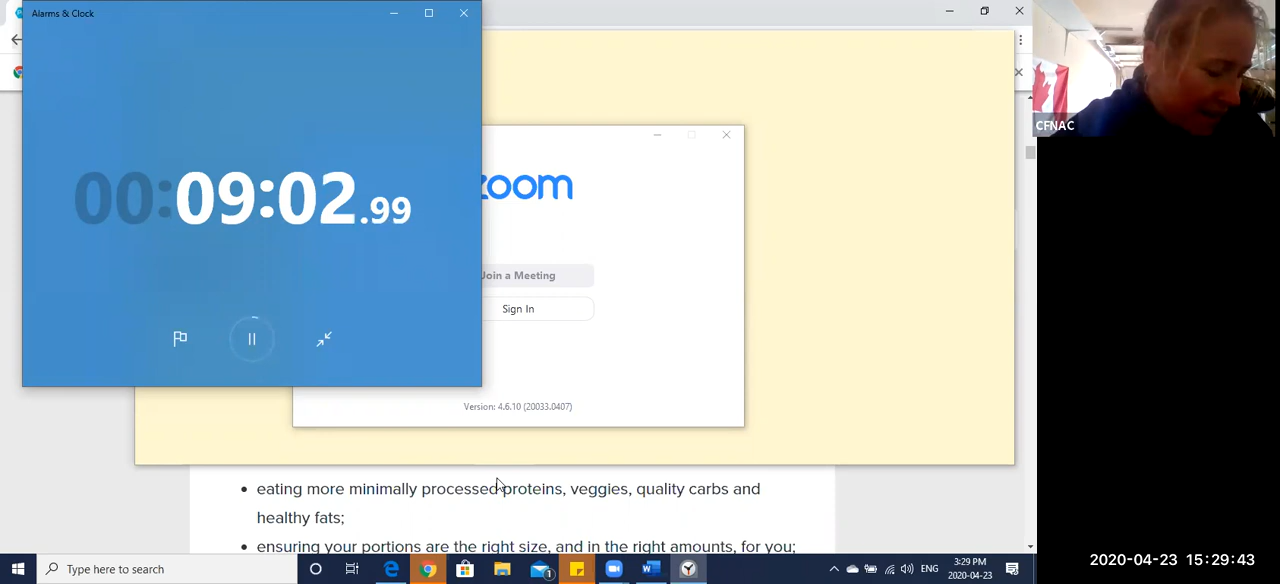 Alarms & Clock
00:09:02.99
zoom
Join a Meeting
Sign In
Version: 4.6.10 (20033.0407)
• eating more minimally processed proteins, veggies, quality carbs and
healthy fats;
• ensuring your portions are the right size, and in the right amounts, for you;
Type here to search
1
ENG
3:29 PM
2020-04-23
CFNAC
2020-04-23 15:29:43